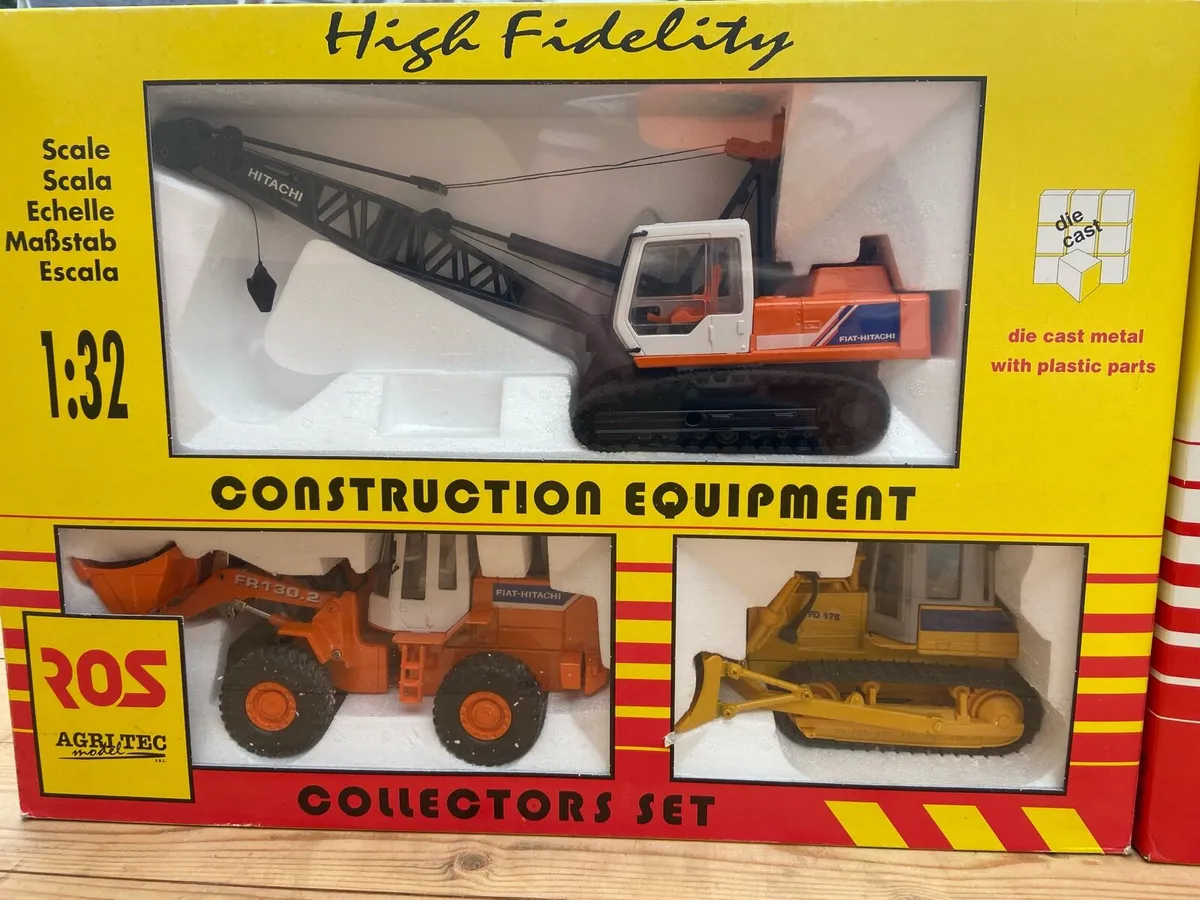 High Fidelity
Scale
Scala
Echelle
Maßstab
Escala
1:32
HITACHI
FIAT-HITACHI
die
cast
die cast metal
with plastic parts
CONSTRUCTION EQUIPMENT
FR130.2
FIAT-HITACHI
FD 175
ROS
AGRITEC
model
S.R.L.
COLLECTORS SET